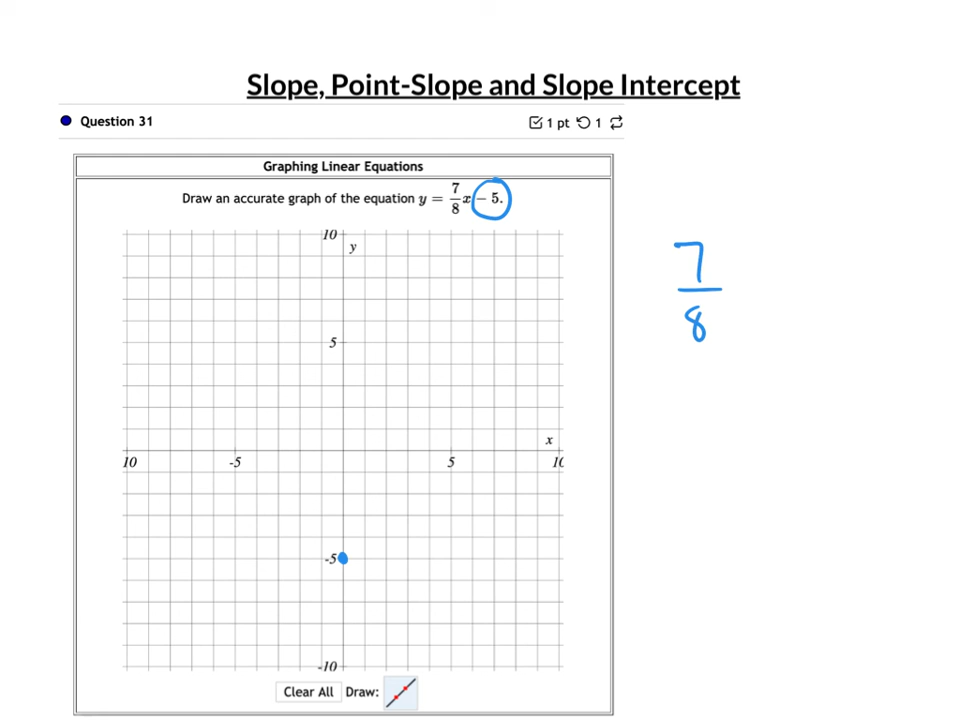 Slope, Point-Slope and Slope Intercept
Question 31
1 pt 1
Graphing Linear Equations
Draw an accurate graph of the equation y = 7/8 x − 5.
10
y
7
8
5
x
10 -5 5 10
-5
-10
Clear All Draw: